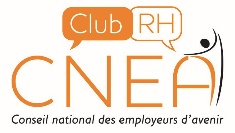 Club RH
CNEA
Conseil national des employeurs d'avenir